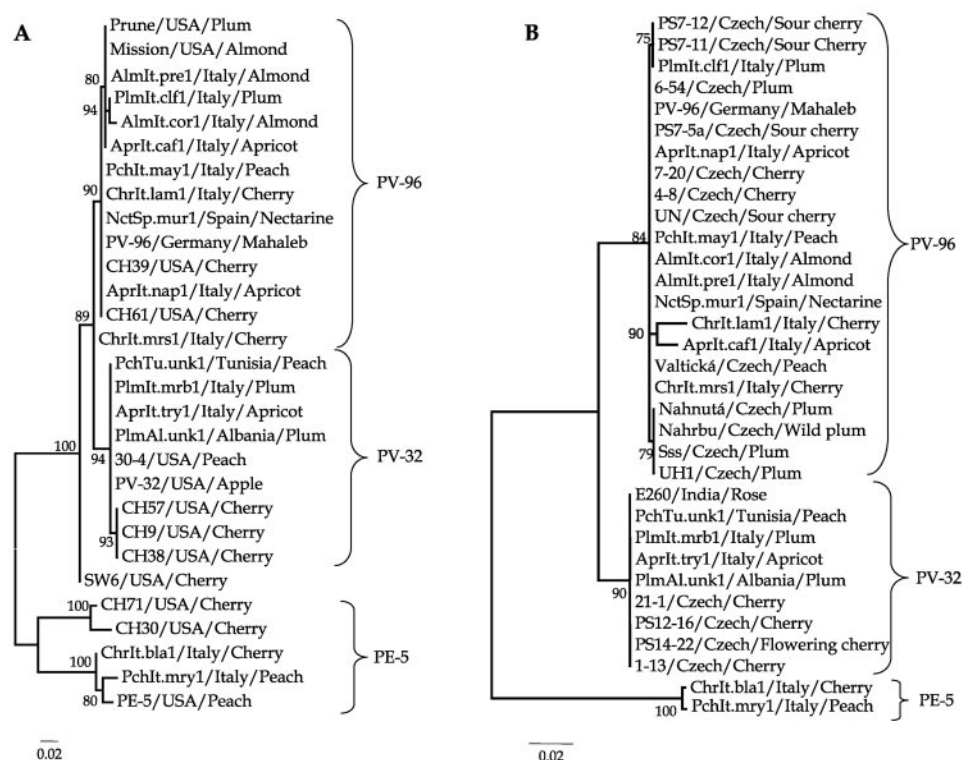 A
Prune/USA/Plum
Mission/USA/Almond
AlmIt.pre1/Italy/Almond
80
PlmIt.clf1/Italy/Plum
94
AlmIt.cor1/Italy/Almond
AprIt.caf1/Italy/Apricot
PchIt.may1/Italy/Peach
90
ChrIt.lam1/Italy/Cherry
PV-96
NctSp.mur1/Spain/Nectarine
PV-96/Germany/Mahaleb
CH39/USA/Cherry
AprIt.nap1/Italy/Apricot
CH61/USA/Cherry
89
ChrIt.mrs1/Italy/Cherry
PchTu.unk1/Tunisia/Peach
PlmIt.mrb1/Italy/Plum
AprIt.try1/Italy/Apricot
PlmAl.unk1/Albania/Plum
100
94
30-4/USA/Peach
PV-32
PV-32/USA/Apple
CH57/USA/Cherry
CH9/USA/Cherry
93
CH38/USA/Cherry
SW6/USA/Cherry
100
CH71/USA/Cherry
CH30/USA/Cherry
ChrIt.bla1/Italy/Cherry
PE-5
100
PchIt.mry1/Italy/Peach
80
PE-5/USA/Peach
0.02
B
PS7-12/Czech/Sour cherry
75
PS7-11/Czech/Sour Cherry
PlmIt.clf1/Italy/Plum
6-54/Czech/Plum
PV-96/Germany/Mahaleb
PS7-5a/Czech/Sour cherry
AprIt.nap1/Italy/Apricot
7-20/Czech/Cherry
4-8/Czech/Cherry
UN/Czech/Sour cherry
84
PchIt.may1/Italy/Peach
PV-96
AlmIt.cor1/Italy/Almond
AlmIt.pre1/Italy/Almond
NctSp.mur1/Spain/Nectarine
90
ChrIt.lam1/Italy/Cherry
AprIt.caf1/Italy/Apricot
Valtická/Czech/Peach
ChrIt.mrs1/Italy/Cherry
Nahnutá/Czech/Plum
Nahrbu/Czech/Wild plum
79
Sss/Czech/Plum
UH1/Czech/Plum
E260/India/Rose
PchTu.unk1/Tunisia/Peach
PlmIt.mrb1/Italy/Plum
AprIt.try1/Italy/Apricot
PlmAl.unk1/Albania/Plum
PV-32
90
21-1/Czech/Cherry
PS12-16/Czech/Cherry
PS14-22/Czech/Flowering cherry
1-13/Czech/Cherry
ChrIt.bla1/Italy/Cherry
100
PchIt.mry1/Italy/Peach
PE-5
0.02